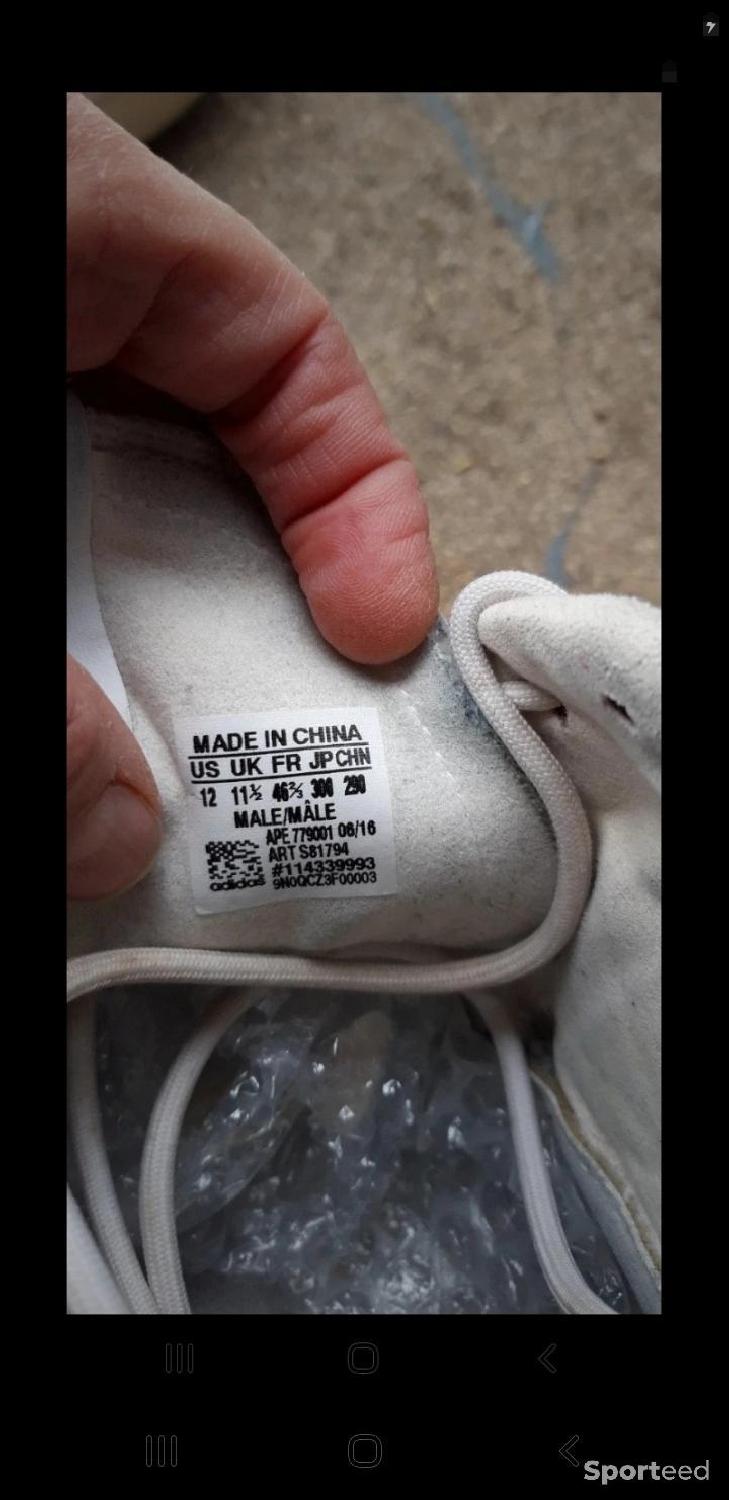 MADE IN CHINA
US UK FR JP CHN
12 11½ 46⅔ 300 290
MALE/MÂLE
APE 779001 06/16
ART S81794
#114339993
adidas 9N0QCZ3F00003
Sporteed